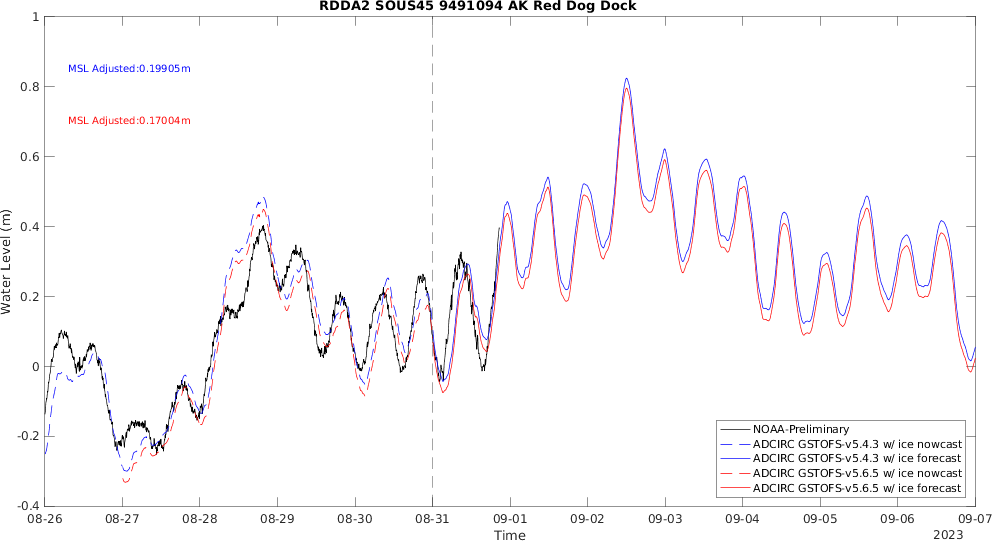 RDDA2 SOUS45 9491094 AK Red Dog Dock
1
MSL Adjusted:0.19905m
0.8
MSL Adjusted:0.17004m
0.6
0.4
Water Level (m)
0.2
0
-0.2
-0.4
NOAA-Preliminary
ADCIRC GSTOFS-v5.4.3 w/ ice nowcast
ADCIRC GSTOFS-v5.4.3 w/ ice forecast
ADCIRC GSTOFS-v5.6.5 w/ ice nowcast
ADCIRC GSTOFS-v5.6.5 w/ ice forecast
08-26 08-27 08-28 08-29 08-30 08-31 09-01 09-02 09-03 09-04 09-05 09-06 09-07
Time
2023